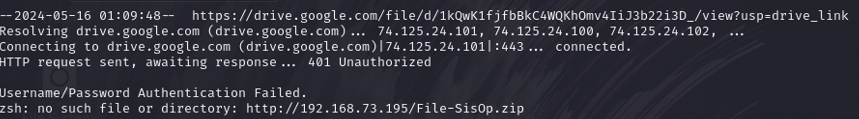 --2024-05-16 01:09:48--  https://drive.google.com/file/d/1kQwK1fjfbBkC4WQKhOmv4IiJ3b22i3D_/view?usp=drive_link
Resolving drive.google.com (drive.google.com)... 74.125.24.101, 74.125.24.100, 74.125.24.102, ...
Connecting to drive.google.com (drive.google.com)|74.125.24.101|:443... connected.
HTTP request sent, awaiting response... 401 Unauthorized
Username/Password Authentication Failed.
zsh: no such file or directory: http://192.168.73.195/File-SisOp.zip